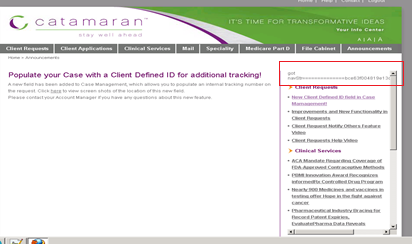 Home | Help | Contact | Logout
catamaran™
stay well ahead
IT'S TIME FOR TRANSFORMATIVE IDEAS.
Your Info Center
Client Requests
Client Applications
Clinical Services
Mail
Specialty
Medicare Part D
File Cabinet
Announcements
Home » Announcements
Populate your Case with a Client Defined ID for additional tracking!
A new field has been added to Case Management, which allows you to populate an internal tracking number on
the request. Click here to view screen shots of the location of this new field.
Please contact your Account Manager if you have any questions about this new feature.
got
Client Requests
New Client Defined ID field in Case
Management!
Improvements and New Functionality in
Client Requests
Client Request Notify Others Feature
Video
Client Requests Help Video
Clinical Services
ACA Mandate Regarding Coverage of
FDA-Approved Contraceptive Methods
PBMI Innovation Award Recognizes
informedRx Controlled Drug Program
Nearly 900 Medicines and vaccines in
testing offer Hope in the fight against
cancer
Pharmaceutical Industry Bracing for
Record Patent Expiries,
EvaluatePharma Data Reveals